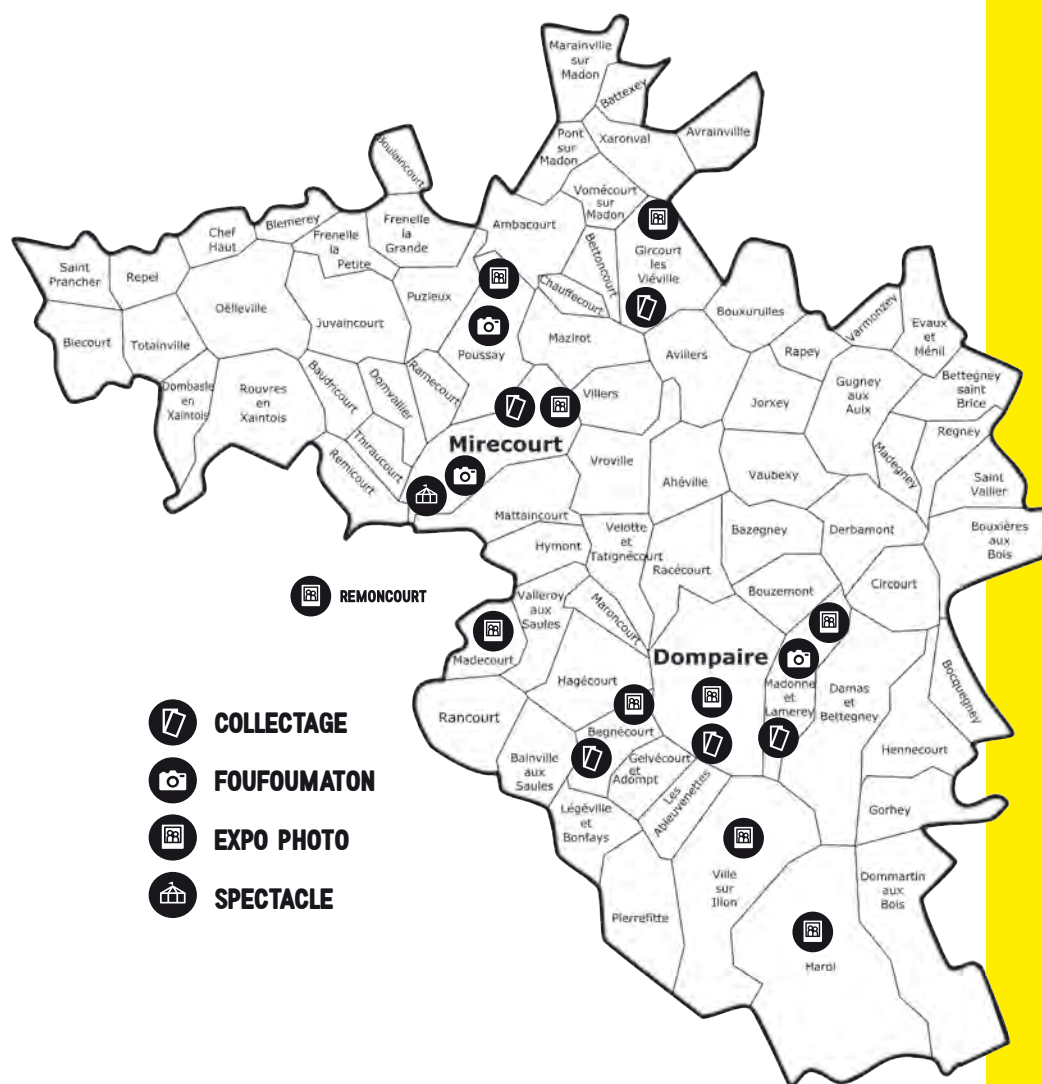 Marainville
sur
Madon
Battexey
Avrainville
Xaronval
Pont
sur
Madon
Boulaincourt
Vomécourt
sur
Madon
Ambacourt
Bettoncourt
Gircourt
les
Viéville
Chef
Haut
Blemerey
Frenelle
la
Petite
Frenelle
la
Grande
Saint
Prancher
Repel
Oëlleville
Juvaincourt
Puzieux
Chauffecourt
Biecourt
Totainville
Poussay
Mazirot
Avillers
Bouxurulles
Rapey
Varmonzey
Evaux
et
Ménil
Dombasle
en
Xaintois
Rouvres
en
Xaintois
Baudricourt
Domvallier
Ramecourt
Villers
Jorxey
Gugney
aux
Aulx
Bettegney
saint
Brice
Regney
Thiraucourt
Remicourt
Mirecourt
Vroville
Ahéville
Vaubexy
Madegney
Saint
Vallier
Mattaincourt
Hymont
Velotte
et
Tatignécourt
Bazegney
Derbamont
Bouxières
aux
Bois
Racécourt
Bouzemont
Circourt
REMONCOURT
Valleroy
aux
Saules
Maroncourt
Madecourt
Dompaire
Hagécourt
Madonne
et
Lamerey
Damas
et
Bettegney
Bocquegney
Rancourt
Begnécourt
Gelvécourt
et
Adompt
Hennecourt
Bainville
aux
Saules
Les
Ableuvenettes
Légéville
et
Bonfays
Gorhey
Ville
sur
Illon
Dommartin
aux
Bois
Pierrefitte
Harol
COLLECTAGE
FOUFOUMATON
EXPO PHOTO
SPECTACLE